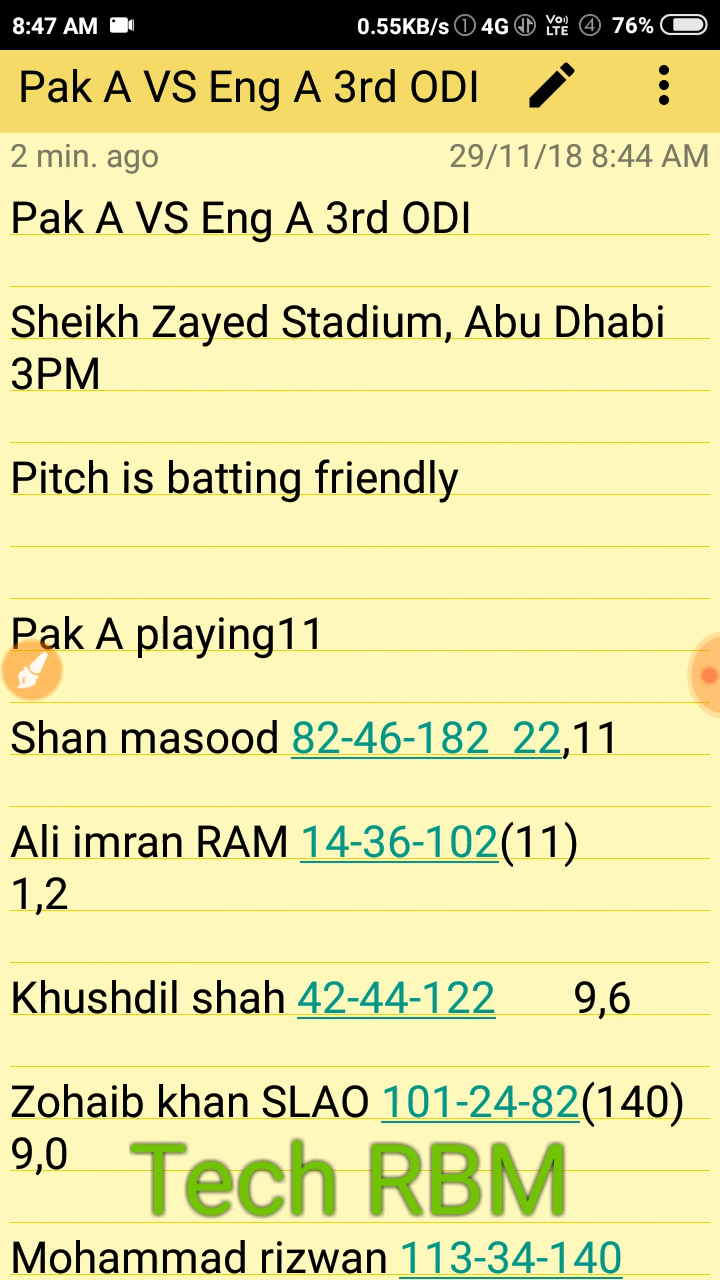 8:47 AM 0.55KB/s 1 4G VoLTE 4 76%
Pak A VS Eng A 3rd ODI
2 min. ago 29/11/18 8:44 AM
Pak A VS Eng A 3rd ODI
Sheikh Zayed Stadium, Abu Dhabi
3PM
Pitch is batting friendly
Pak A playing11
Shan masood 82-46-182 22,11
Ali imran RAM 14-36-102(11)
1,2
Khushdil shah 42-44-122 9,6
Zohaib khan SLAO 101-24-82(140)
9,0
Tech RBM
Mohammad rizwan 113-34-140